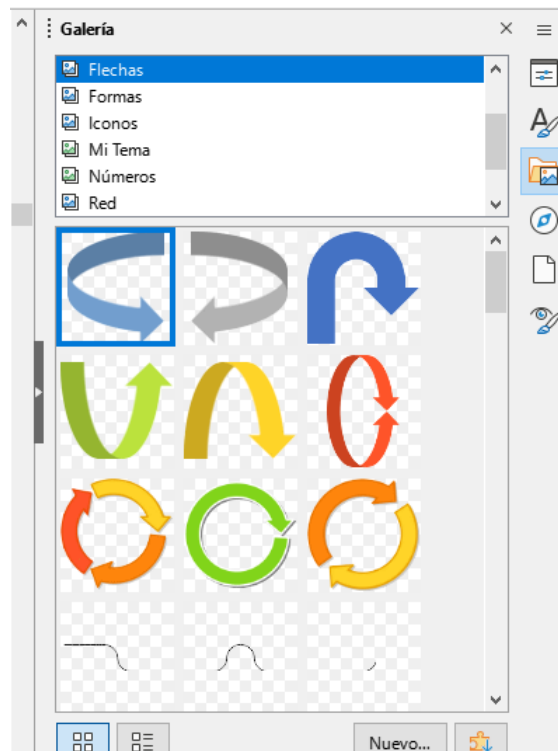 Galería
Flechas
Formas
Iconos
Mi Tema
Números
Red
Nuevo...